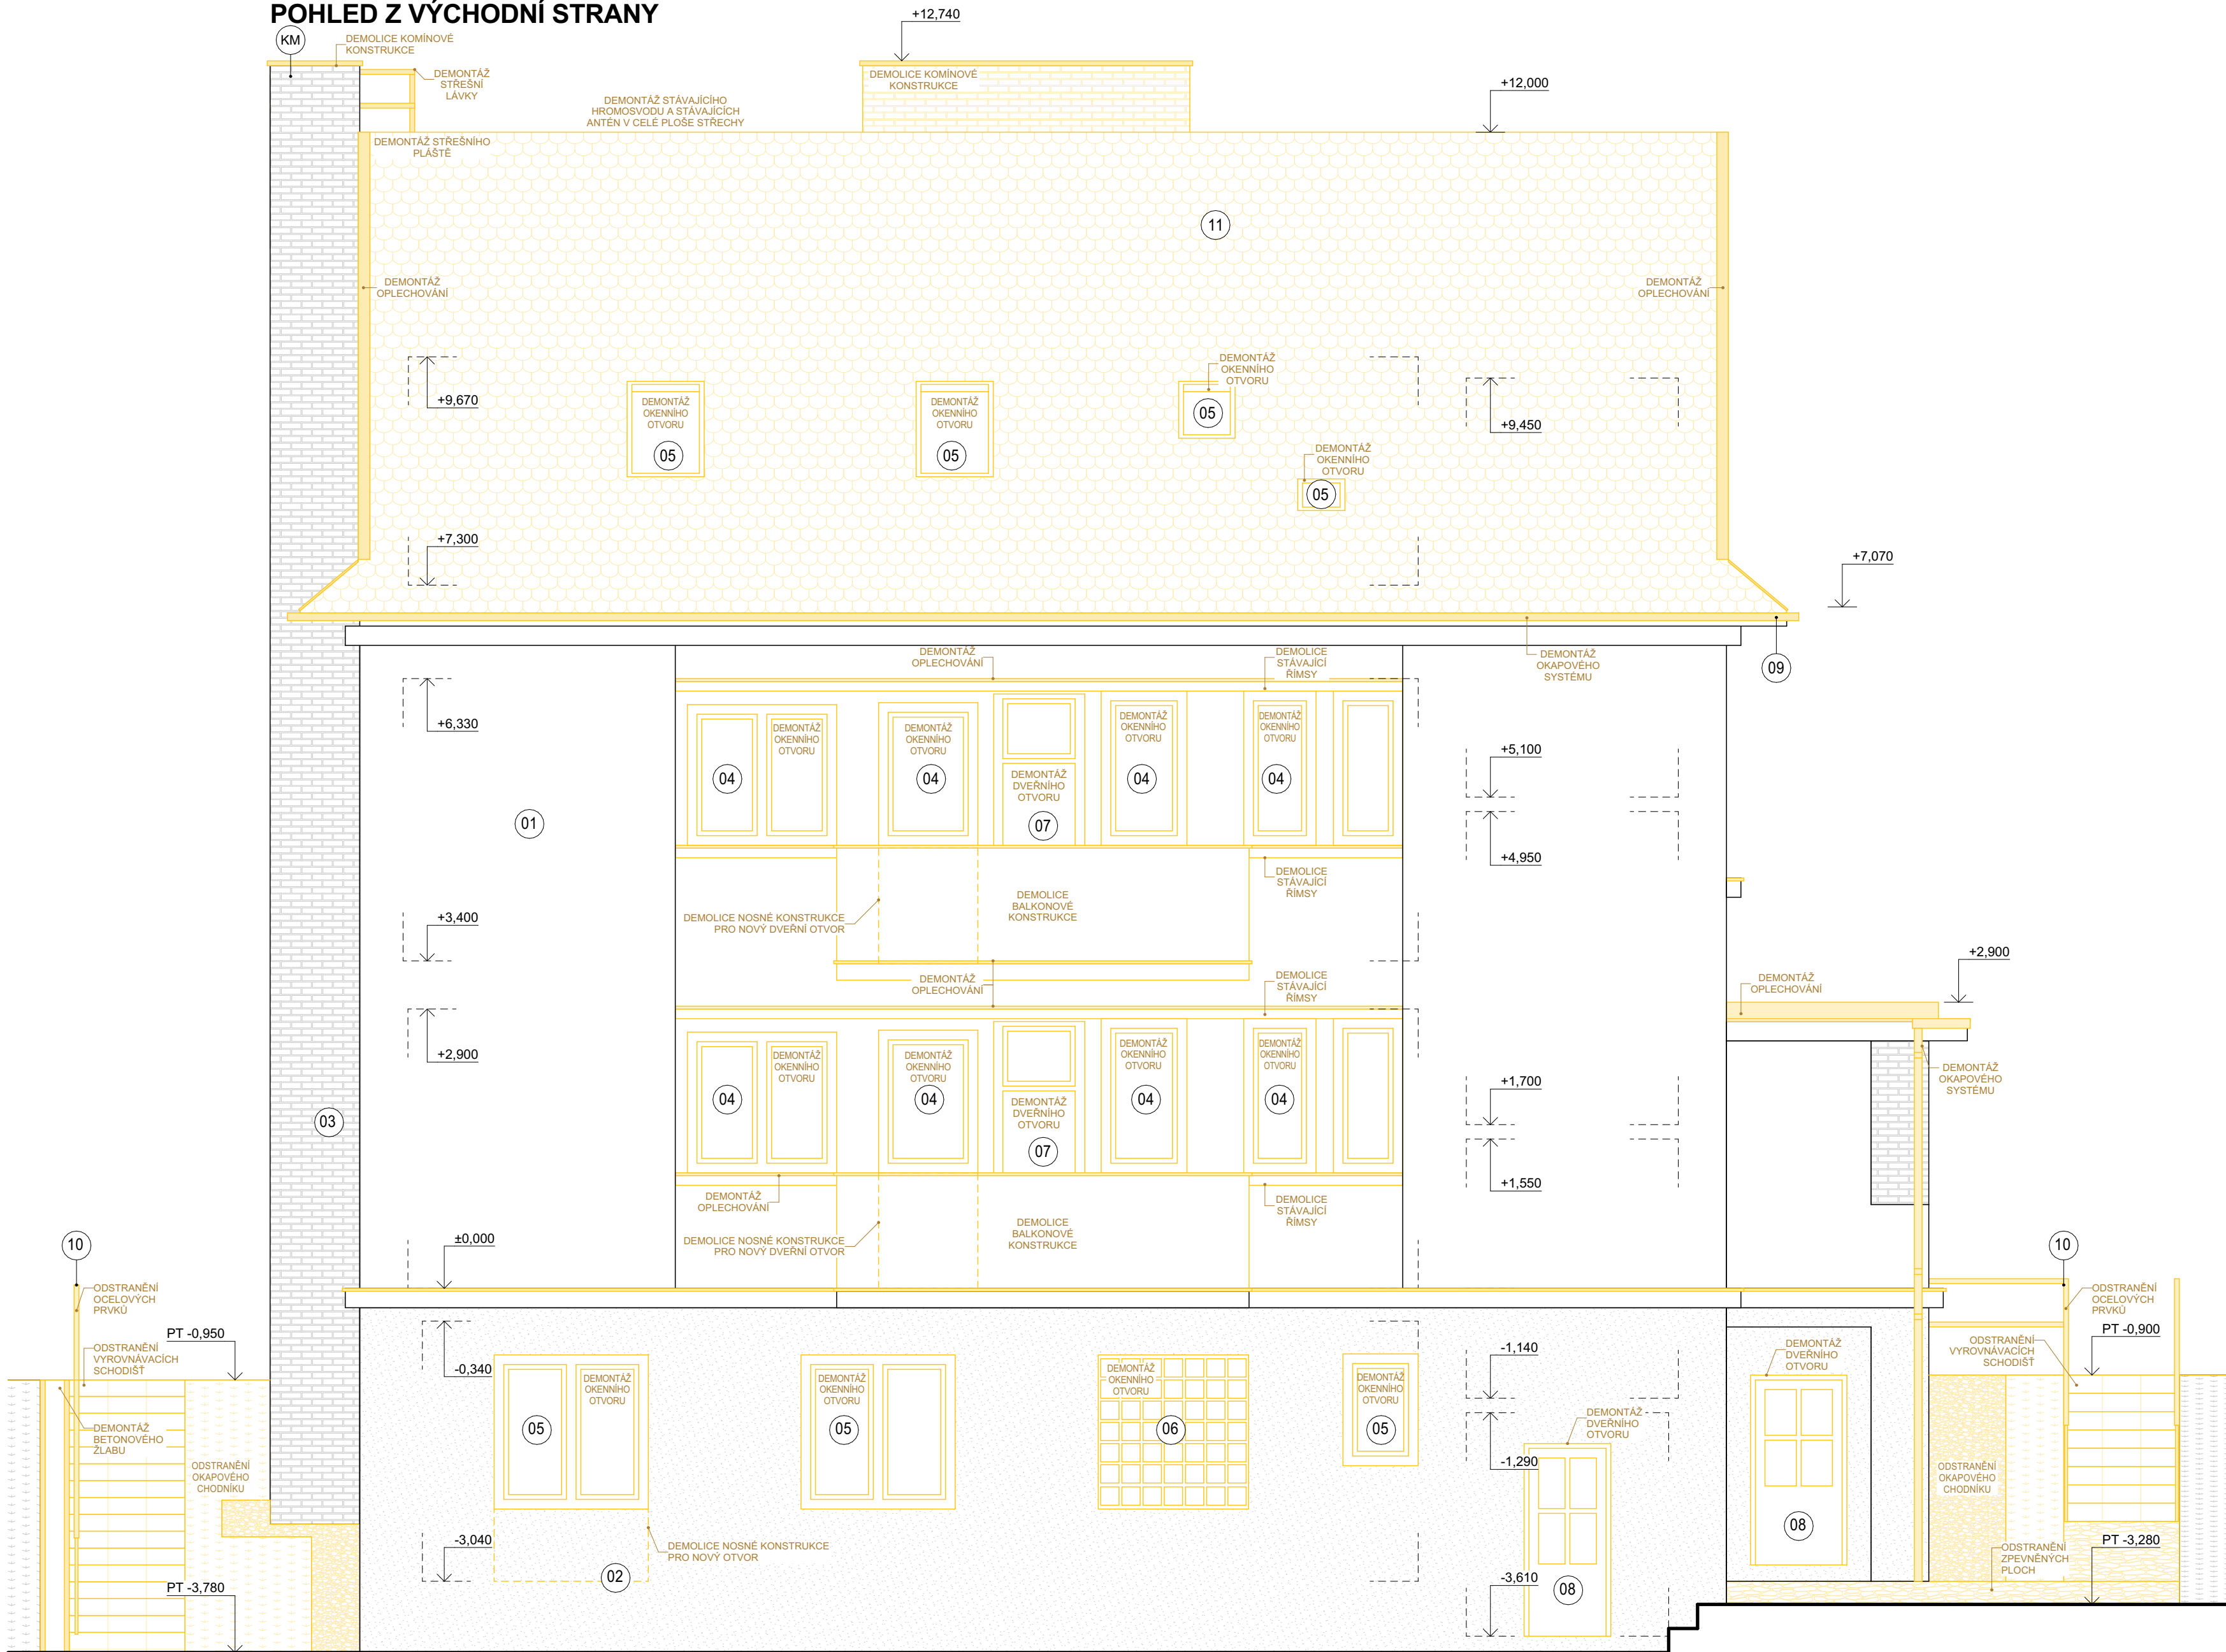 POHLED Z VÝCHODNÍ STRANY
KM
DEMOLICE KOMÍNOVÉ
KONSTRUKCE
+12,740
DEMONTÁŽ
STŘEŠNÍ
LÁVKY
DEMOLICE KOMÍNOVÉ
KONSTRUKCE
+12,000
DEMONTÁŽ STÁVAJÍCÍHO
HROMOSVODU A STÁVAJÍCÍCH
ANTÉN V CELÉ PLOŠE STŘECHY
DEMONTÁŽ STŘEŠNÍHO
PLÁŠTĚ
11
DEMONTÁŽ
OPLECHOVÁNÍ
DEMONTÁŽ
OPLECHOVÁNÍ
+9,670
DEMONTÁŽ
OKENNÍHO
OTVORU
05
DEMONTÁŽ
OKENNÍHO
OTVORU
05
DEMONTÁŽ
OKENNÍHO
OTVORU
05
+9,450
DEMONTÁŽ
OKENNÍHO
OTVORU
05
+7,300
+7,070
DEMONTÁŽ
OPLECHOVÁNÍ
DEMOLICE
STÁVAJÍCÍ
ŘÍMSY
DEMONTÁŽ
OKAPOVÉHO
SYSTÉMU
09
+6,330
DEMONTÁŽ
OKENNÍHO
OTVORU
04
DEMONTÁŽ
OKENNÍHO
OTVORU
04
DEMONTÁŽ
DVEŘNÍHO
OTVORU
07
DEMONTÁŽ
OKENNÍHO
OTVORU
04
DEMONTÁŽ
OKENNÍHO
OTVORU
04
+5,100
01
+4,950
DEMOLICE
STÁVAJÍCÍ
ŘÍMSY
DEMOLICE
BALKONOVÉ
KONSTRUKCE
+3,400
DEMOLICE NOSNÉ KONSTRUKCE
PRO NOVÝ DVEŘNÍ OTVOR
DEMONTÁŽ
OPLECHOVÁNÍ
DEMOLICE
STÁVAJÍCÍ
ŘÍMSY
+2,900
DEMONTÁŽ
OPLECHOVÁNÍ
+2,900
DEMONTÁŽ
OKENNÍHO
OTVORU
04
DEMONTÁŽ
OKENNÍHO
OTVORU
04
DEMONTÁŽ
DVEŘNÍHO
OTVORU
07
DEMONTÁŽ
OKENNÍHO
OTVORU
04
DEMONTÁŽ
OKENNÍHO
OTVORU
04
+1,700
DEMONTÁŽ
OKAPOVÉHO
SYSTÉMU
03
+1,550
DEMONTÁŽ
OPLECHOVÁNÍ
DEMOLICE
STÁVAJÍCÍ
ŘÍMSY
DEMOLICE NOSNÉ KONSTRUKCE
PRO NOVÝ DVEŘNÍ OTVOR
DEMOLICE
BALKONOVÉ
KONSTRUKCE
±0,000
10
10
ODSTRANĚNÍ
OCELOVÝCH
PRVKŮ
ODSTRANĚNÍ
OCELOVÝCH
PRVKŮ
PT -0,950
PT -0,900
ODSTRANĚNÍ
VYROVNÁVACÍCH
SCHODIŠŤ
ODSTRANĚNÍ
VYROVNÁVACÍCH
SCHODIŠŤ
-0,340
-1,140
DEMONTÁŽ
DVEŘNÍHO
OTVORU
DEMONTÁŽ
OKENNÍHO
OTVORU
05
DEMONTÁŽ
OKENNÍHO
OTVORU
05
DEMONTÁŽ
OKENNÍHO
OTVORU
06
DEMONTÁŽ
OKENNÍHO
OTVORU
05
DEMONTÁŽ
DVEŘNÍHO
OTVORU
DEMONTÁŽ
BETONOVÉHO
ŽLABU
-1,290
ODSTRANĚNÍ
OKAPOVÉHO
CHODNÍKU
ODSTRANĚNÍ
OKAPOVÉHO
CHODNÍKU
08
-3,040
DEMOLICE NOSNÉ KONSTRUKCE
PRO NOVÝ OTVOR
02
PT -3,280
ODSTRANĚNÍ
ZPEVNĚNÝCH
PLOCH
PT -3,780
-3,610
08